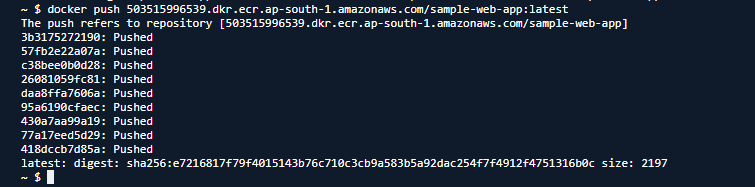 ~ $ docker push 503515996539.dkr.ecr.ap-south-1.amazonaws.com/sample-web-app:latest
The push refers to repository [503515996539.dkr.ecr.ap-south-1.amazonaws.com/sample-web-app]
3b3175272190: Pushed
57fb2e22a07a: Pushed
c38bee0b0d28: Pushed
26081059fc81: Pushed
daa8ffa7606a: Pushed
95a6190cfaec: Pushed
430a7aa99a19: Pushed
77a17eed5d29: Pushed
418dccb7d85a: Pushed
latest: digest: sha256:e7216817f79f4015143b76c710c3cb9a583b5a92dac254f7f4912f4751316b0c size: 2197
~ $